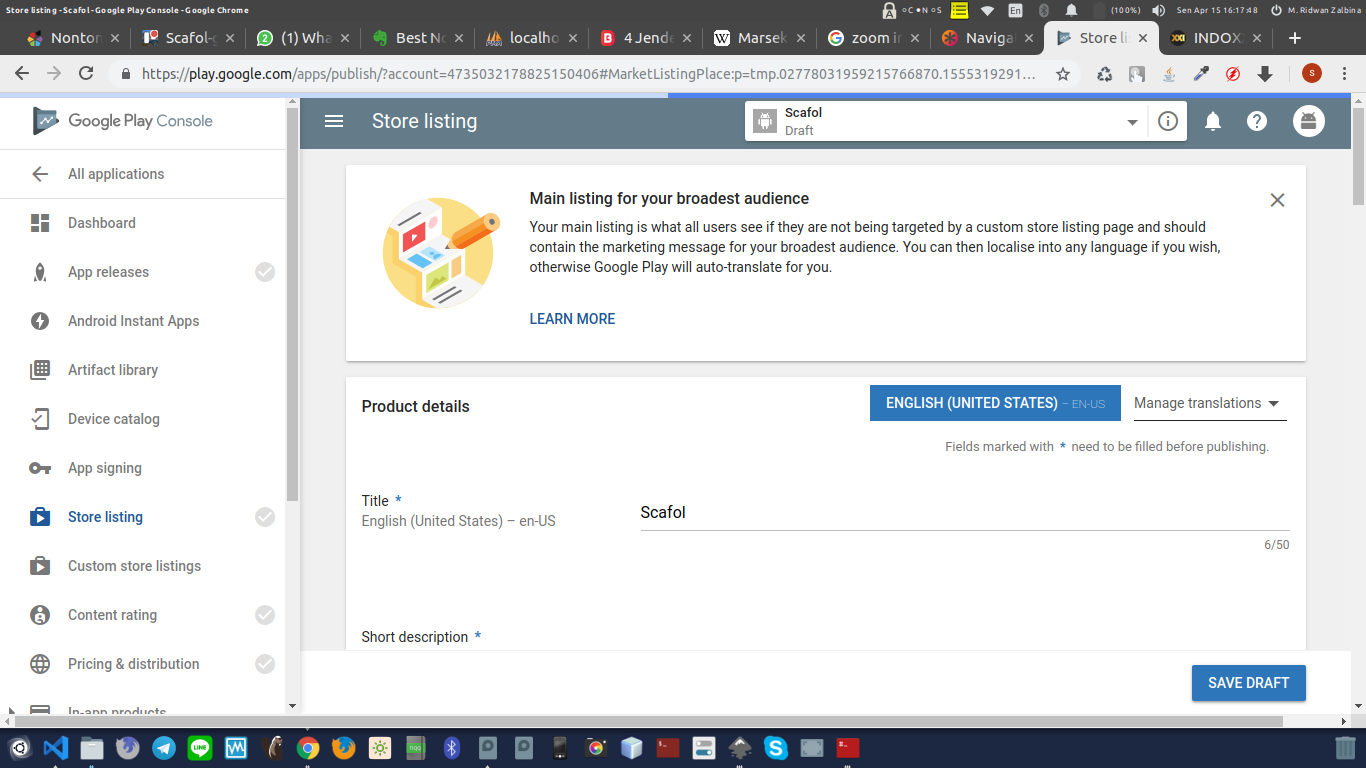 Store listing - Scafol - Google Play Console - Google Chrome
En
(100%)
Sen Apr 15 16:17:48
M. Ridwan Zalbina
Nonton
Scafol-
(1) Wha
Best No
localho
4 Jende
Marsek
zoom in
Navigat
Store lis
INDOX
https://play.google.com/apps/publish/?account=4735032178825150406#MarketListingPlace:p=tmp.02778031959215766870.1555319291...
S
Google Play Console
Store listing
Scafol
Draft
All applications
Dashboard
App releases
Android Instant Apps
Artifact library
Device catalog
App signing
Store listing
Custom store listings
Content rating
Pricing & distribution
In-app products
Main listing for your broadest audience
Your main listing is what all users see if they are not being targeted by a custom store listing page and should
contain the marketing message for your broadest audience. You can then localise into any language if you wish,
otherwise Google Play will auto-translate for you.
LEARN MORE
Product details
ENGLISH (UNITED STATES) – EN-US
Manage translations
Fields marked with * need to be filled before publishing.
Title *
English (United States) – en-US
Scafol
6/50
Short description *
SAVE DRAFT